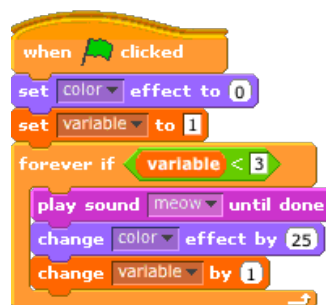 when clicked
set color effect to 0
set variable to 1
forever if variable < 3
play sound meow until done
change color effect by 25
change variable by 1